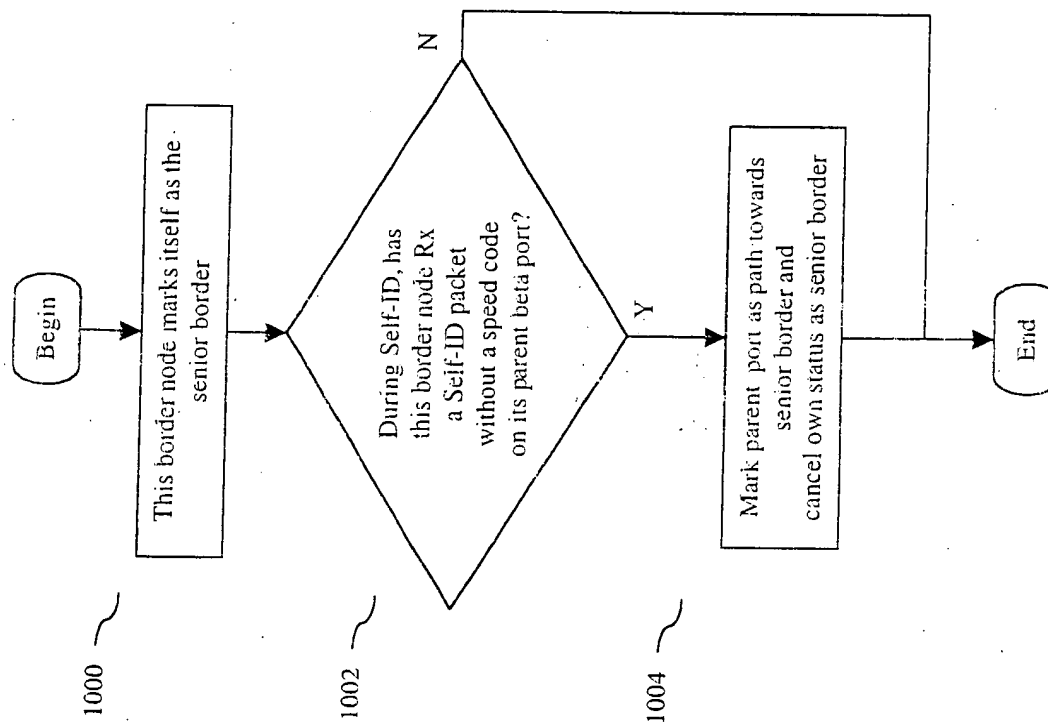 Begin
1000
This border node marks itself as the
senior border
1002
During Self-ID, has
this border node Rx
a Self-ID packet
without a speed code
on its parent beta port?
N
Y
1004
Mark parent port as path towards
senior border and
cancel own status as senior border
End